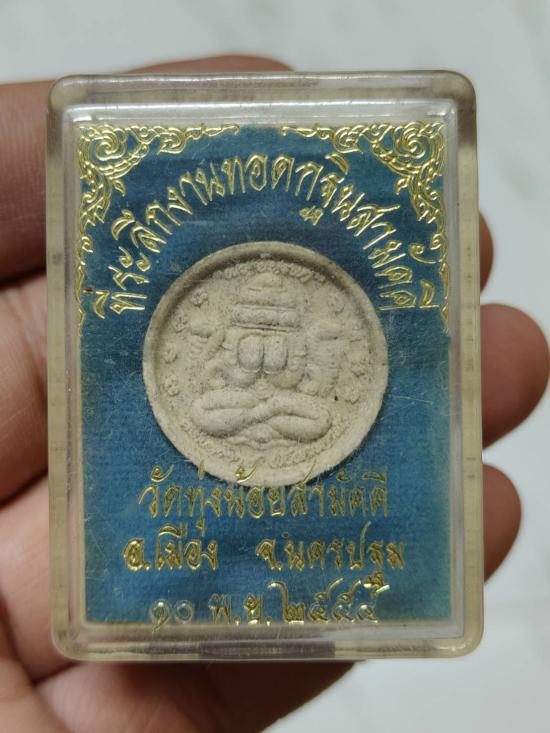 ที่ระลึกงานทอดกฐินสามัคคี
วัดทุ่งน้อยสามัคคี
อ.เมือง จ.นครปฐม
๑๐ พ.ย. ๒๕๕๕